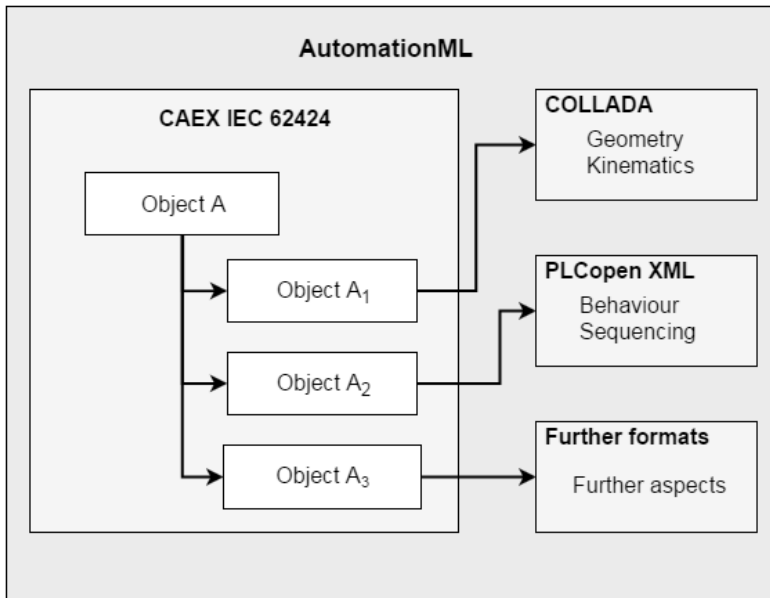 AutomationML
CAEX IEC 62424
Object A
Object A₁
Object A₂
Object A₃
COLLADA
Geometry
Kinematics
PLCopen XML
Behaviour
Sequencing
Further formats
Further aspects